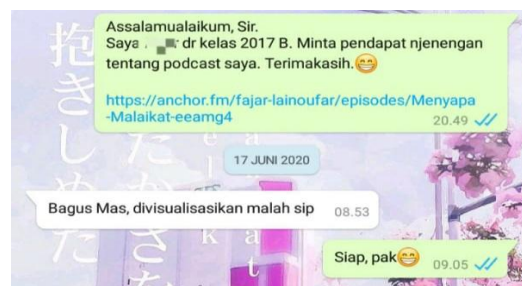 Assalamualaikum, Sir.
Saya dr kelas 2017 B. Minta pendapat njenengan
tentang podcast saya. Terimakasih.😁
https://anchor.fm/fajar-lainoufar/episodes/Menyapa
-Malaikat-eeamg4
20.49
17 JUNI 2020
Bagus Mas, divisualisasikan malah sip
08.53
Siap, pak😁
09.05
抱きしめた